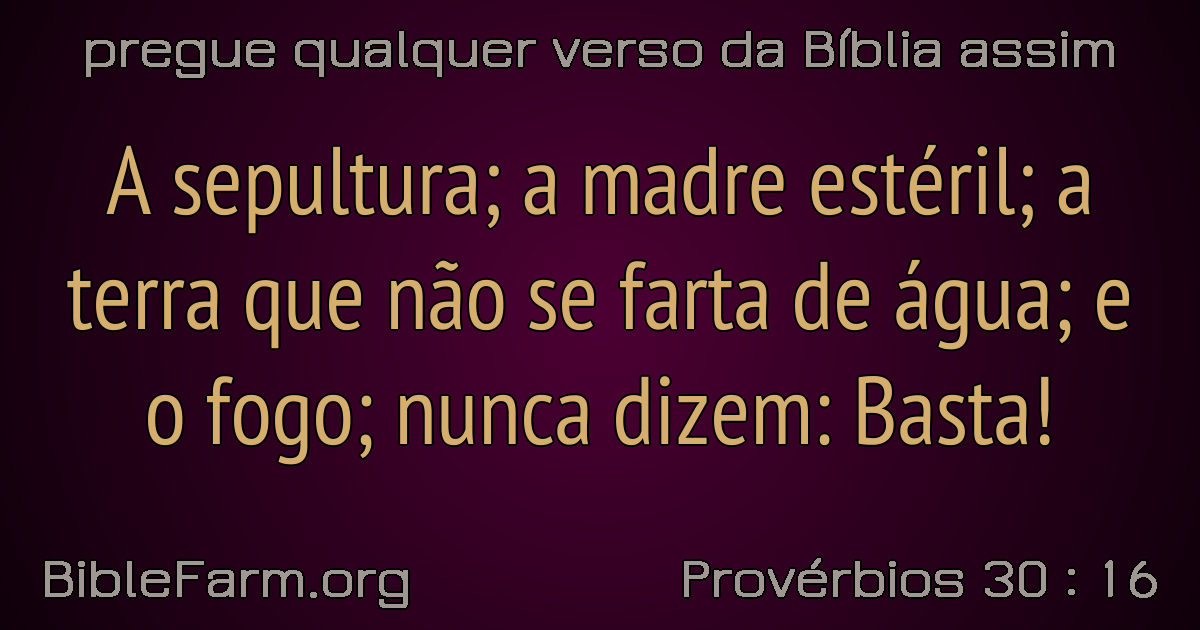 pregue qualquer verso da Bíblia assim
A sepultura; a madre estéril; a
terra que não se farta de água; e
o fogo; nunca dizem: Basta!
BibleFarm.org
Provérbios 30 : 16